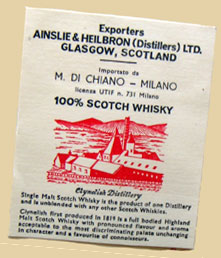 Exporters
AINSLIE & HEILBRON (Distillers) LTD.
GLASGOW, SCOTLAND
Importato da
M. DI CHIANO - MILANO
licenza UTIF n. 731 Milano
100% SCOTCH WHISKY
Clynelish Distillery
Single Malt Scotch Whisky is the product of one Distillery
and is unblended with any other Scotch Whiskies.
Clynelish first produced in 1819 is a full bodied Highland
Malt Scotch Whisky with pronounced flavour and aroma
acceptable to the most discriminating palate unchanging
in character and a favourite of connoisseurs.